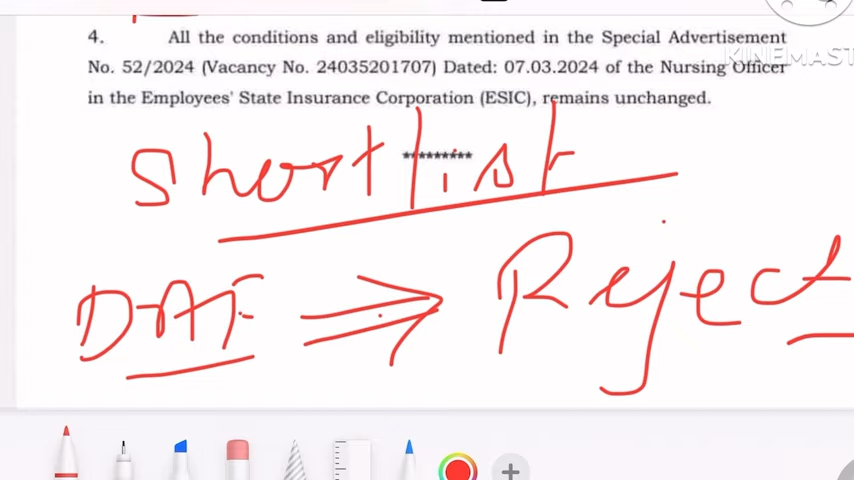 4. All the conditions and eligibility mentioned in the Special Advertisement
No. 52/2024 (Vacancy No. 24035201707) Dated: 07.03.2024 of the Nursing Officer
in the Employees' State Insurance Corporation (ESIC), remains unchanged.
*********
Shortlist
DAF ⇒ Reject
KINEMAST